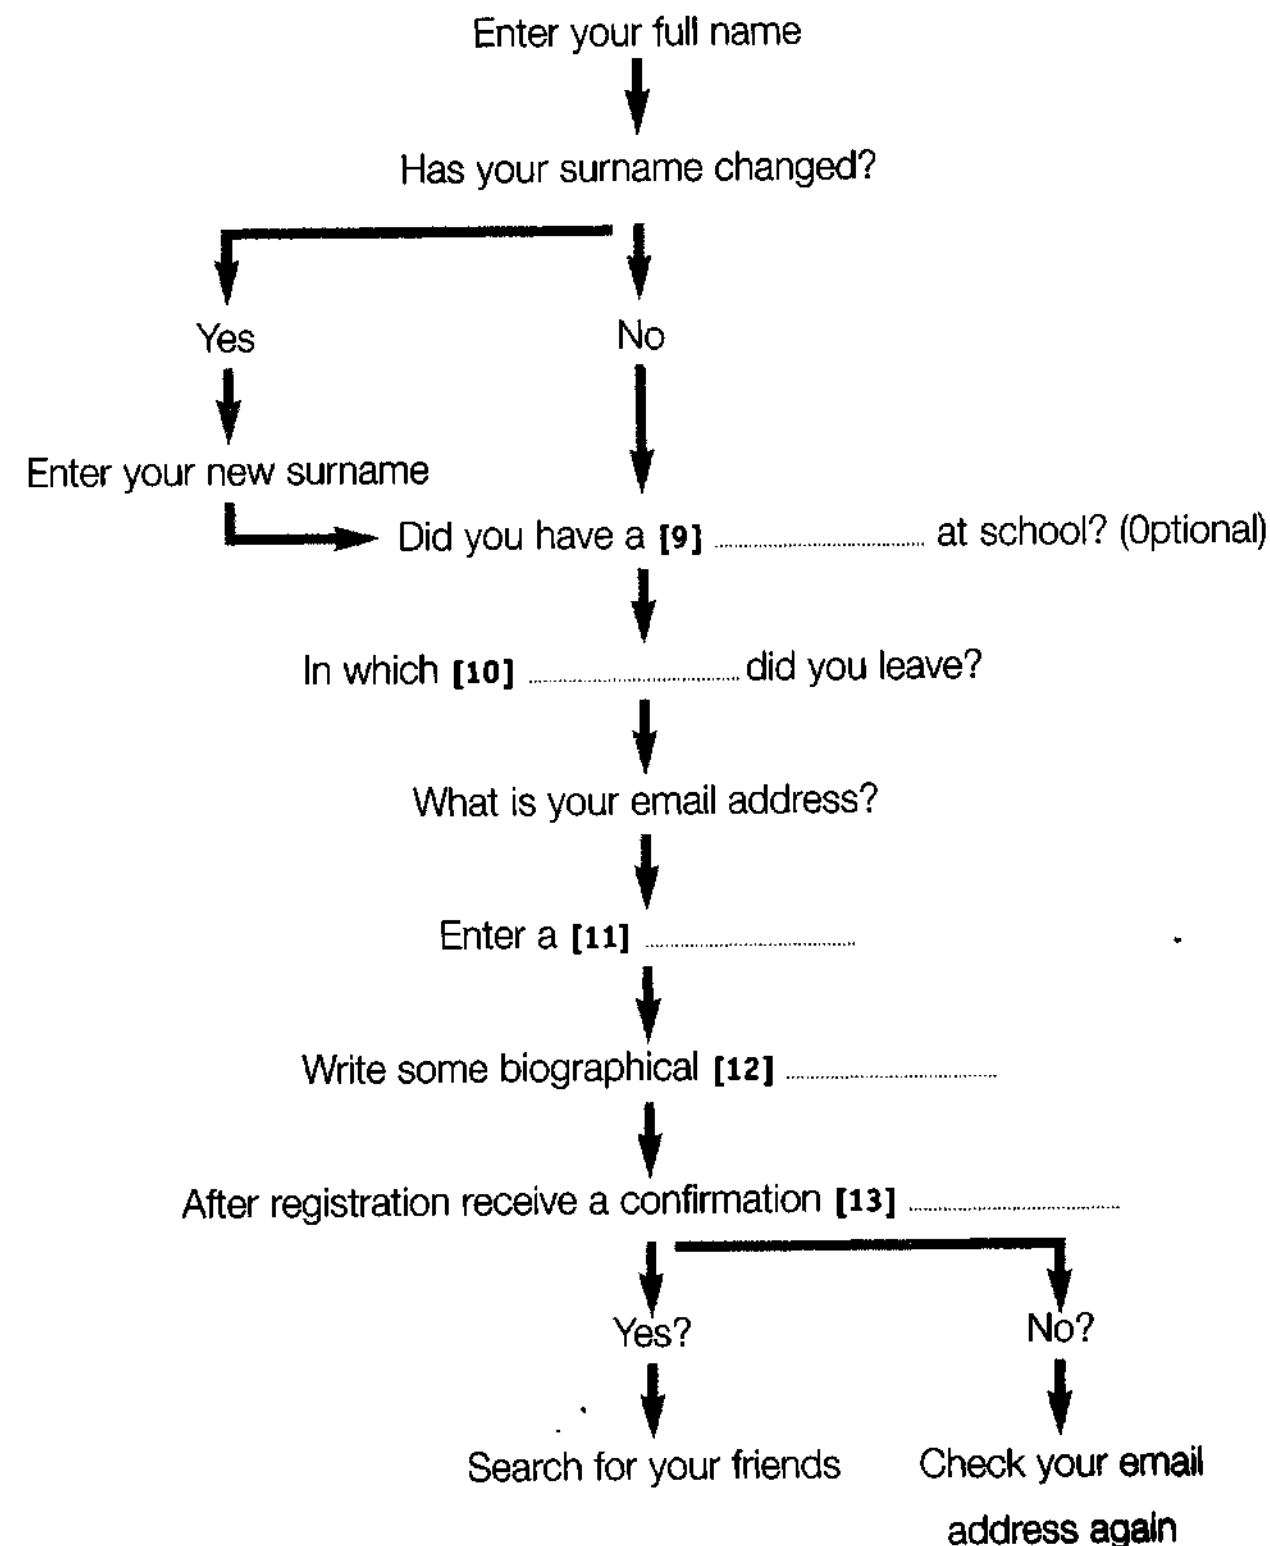 Enter your full name
Has your surname changed?
Yes
No
Enter your new surname
Did you have a [9] .............................. at school? (Optional)
In which [10] .............................. did you leave?
What is your email address?
Enter a [11] ..............................
Write some biographical [12] ..............................
After registration receive a confirmation [13] ..............................
Yes?
No?
Search for your friends
Check your email
address again